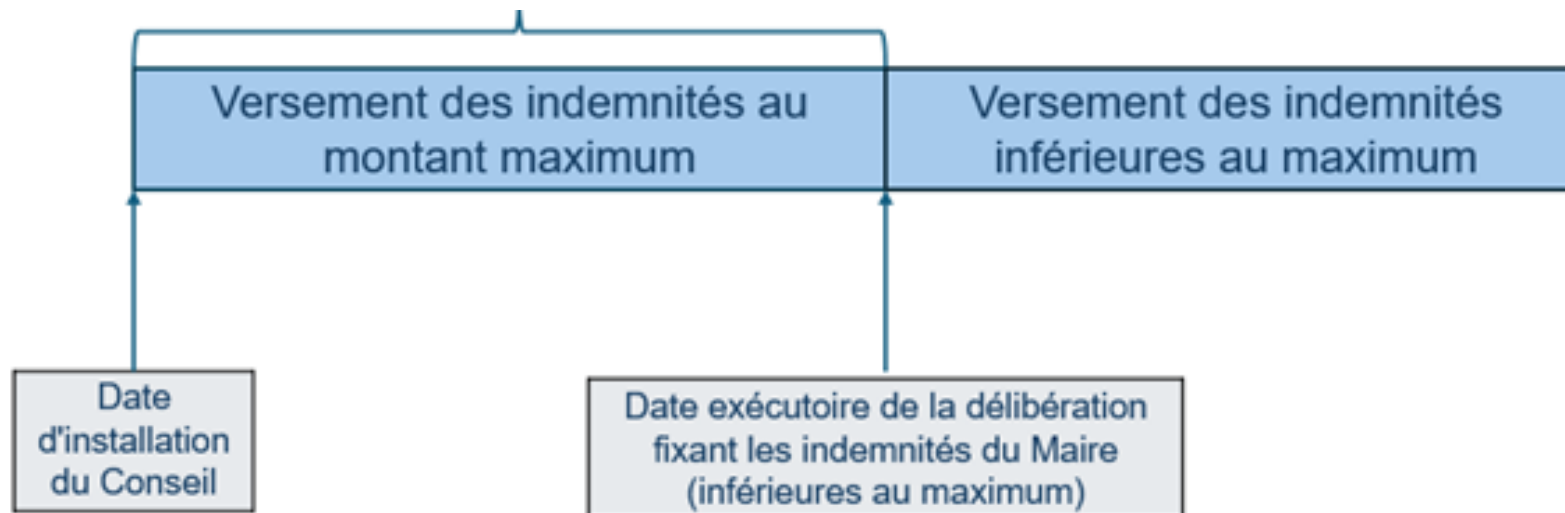 Versement des indemnités au
montant maximum
Versement des indemnités
inférieures au maximum
Date
d'installation
du Conseil
Date exécutoire de la délibération
fixant les indemnités du Maire
(inférieures au maximum)